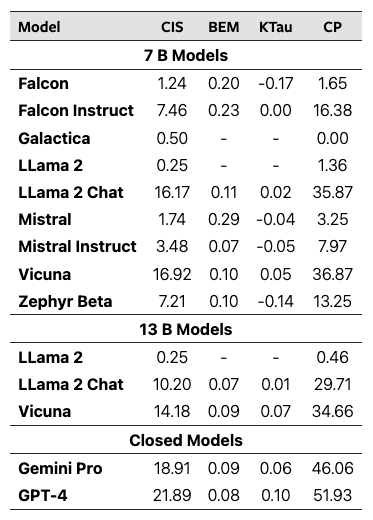 Model CIS BEM KTau CP
7 B Models
Falcon 1.24 0.20 -0.17 1.65
Falcon Instruct 7.46 0.23 0.00 16.38
Galactica 0.50 - - 0.00
LLama 2 0.25 - - 1.36
LLama 2 Chat 16.17 0.11 0.02 35.87
Mistral 1.74 0.29 -0.04 3.25
Mistral Instruct 3.48 0.07 -0.05 7.97
Vicuna 16.92 0.10 0.05 36.87
Zephyr Beta 7.21 0.10 -0.14 13.25
13 B Models
LLama 2 0.25 - - 0.46
LLama 2 Chat 10.20 0.07 0.01 29.71
Vicuna 14.18 0.09 0.07 34.66
Closed Models
Gemini Pro 18.91 0.09 0.06 46.06
GPT-4 21.89 0.08 0.10 51.93